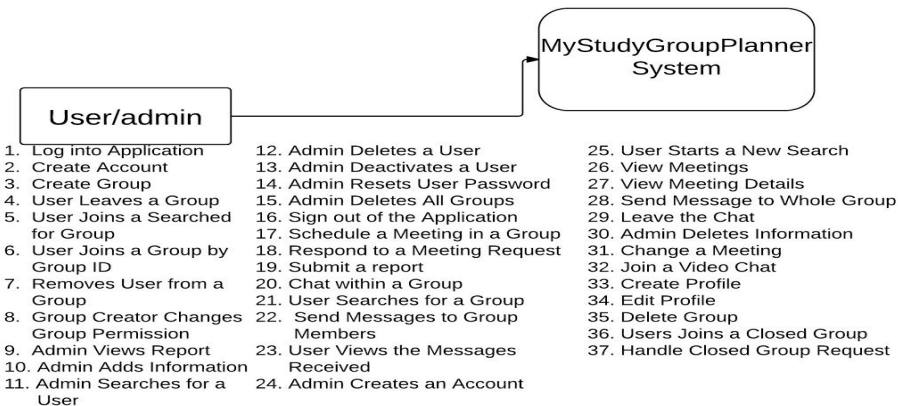 MyStudyGroupPlanner
System
User/admin
1. Log into Application
2. Create Account
3. Create Group
4. User Leaves a Group
5. User Joins a Searched
for Group
6. User Joins a Group by
Group ID
7. Removes User from a
Group
8. Group Creator Changes
Group Permission
9. Admin Views Report
10. Admin Adds Information
11. Admin Searches for a
User
12. Admin Deletes a User
13. Admin Deactivates a User
14. Admin Resets User Password
15. Admin Deletes All Groups
16. Sign out of the Application
17. Schedule a Meeting in a Group
18. Respond to a Meeting Request
19. Submit a report
20. Chat within a Group
21. User Searches for a Group
22. Send Messages to Group
Members
23. User Views the Messages
Received
24. Admin Creates an Account
25. User Starts a New Search
26. View Meetings
27. View Meeting Details
28. Send Message to Whole Group
29. Leave the Chat
30. Admin Deletes Information
31. Change a Meeting
32. Join a Video Chat
33. Create Profile
34. Edit Profile
35. Delete Group
36. Users Joins a Closed Group
37. Handle Closed Group Request